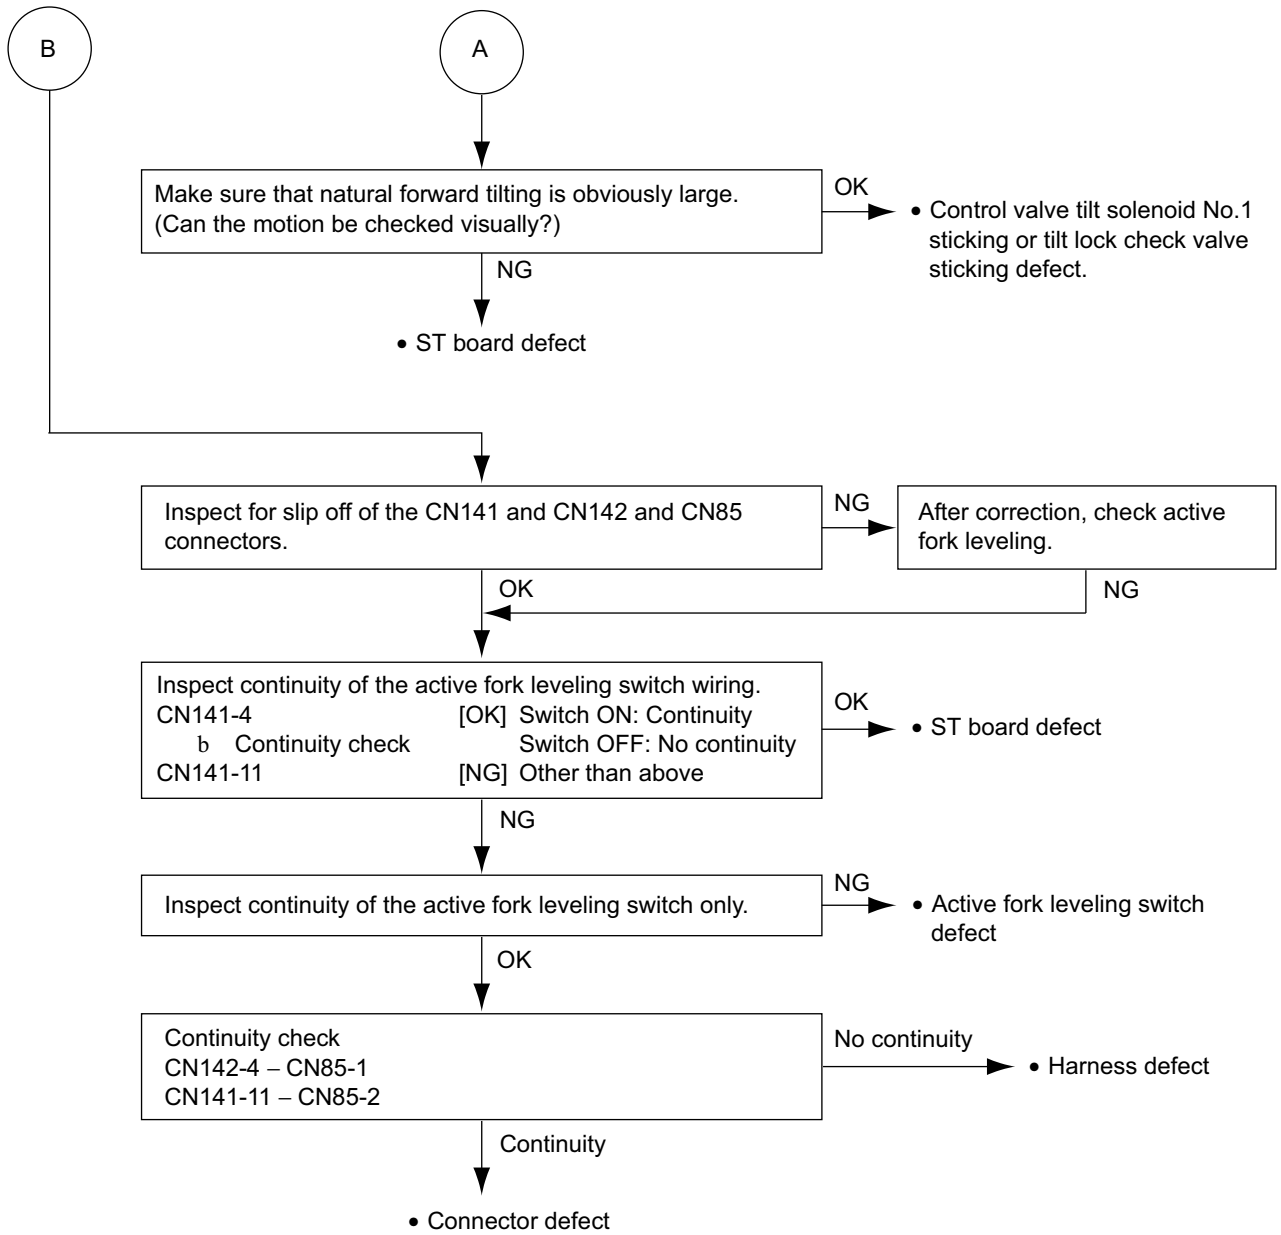 B
A
Make sure that natural forward tilting is obviously large.
(Can the motion be checked visually?)
OK
• Control valve tilt solenoid No.1
sticking or tilt lock check valve
sticking defect.
NG
• ST board defect
Inspect for slip off of the CN141 and CN142 and CN85
connectors.
NG
After correction, check active
fork leveling.
OK
NG
Inspect continuity of the active fork leveling switch wiring.
CN141-4 [OK] Switch ON: Continuity
b Continuity check Switch OFF: No continuity
CN141-11 [NG] Other than above
OK
• ST board defect
NG
Inspect continuity of the active fork leveling switch only.
NG
• Active fork leveling switch
defect
OK
Continuity check
CN142-4 – CN85-1
CN141-11 – CN85-2
No continuity
• Harness defect
Continuity
• Connector defect